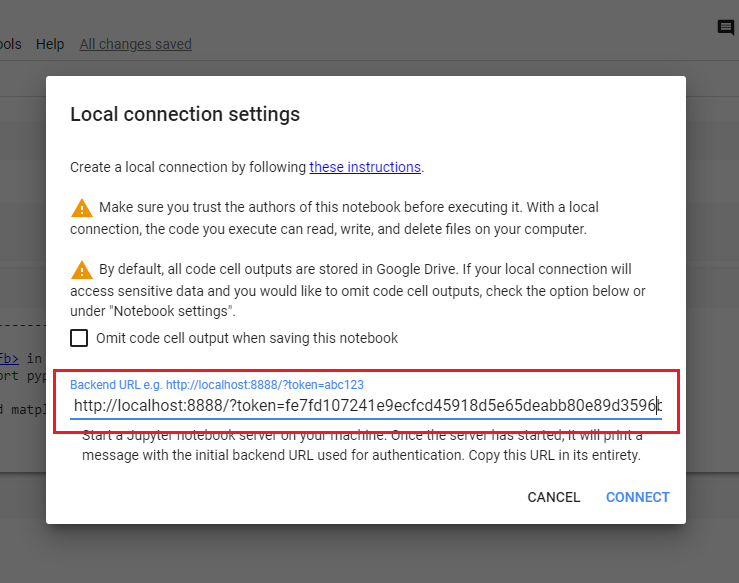 ools Help All changes saved
Local connection settings
Create a local connection by following these instructions.
Make sure you trust the authors of this notebook before executing it. With a local
connection, the code you execute can read, write, and delete files on your computer.
By default, all code cell outputs are stored in Google Drive. If your local connection will
access sensitive data and you would like to omit code cell outputs, check the option below or
under "Notebook settings".
Omit code cell output when saving this notebook
fb> in
ort pyp
d matpl
Backend URL e.g. http://localhost:8888/?token=abc123
http://localhost:8888/?token=fe7fd107241e9ecfcd45918d5e65deabb80e89d3596
Start a Jupyter notebook server on your machine. Once the server has started, it will print a
message with the initial backend URL used for authentication. Copy this URL in its entirety.
CANCEL CONNECT